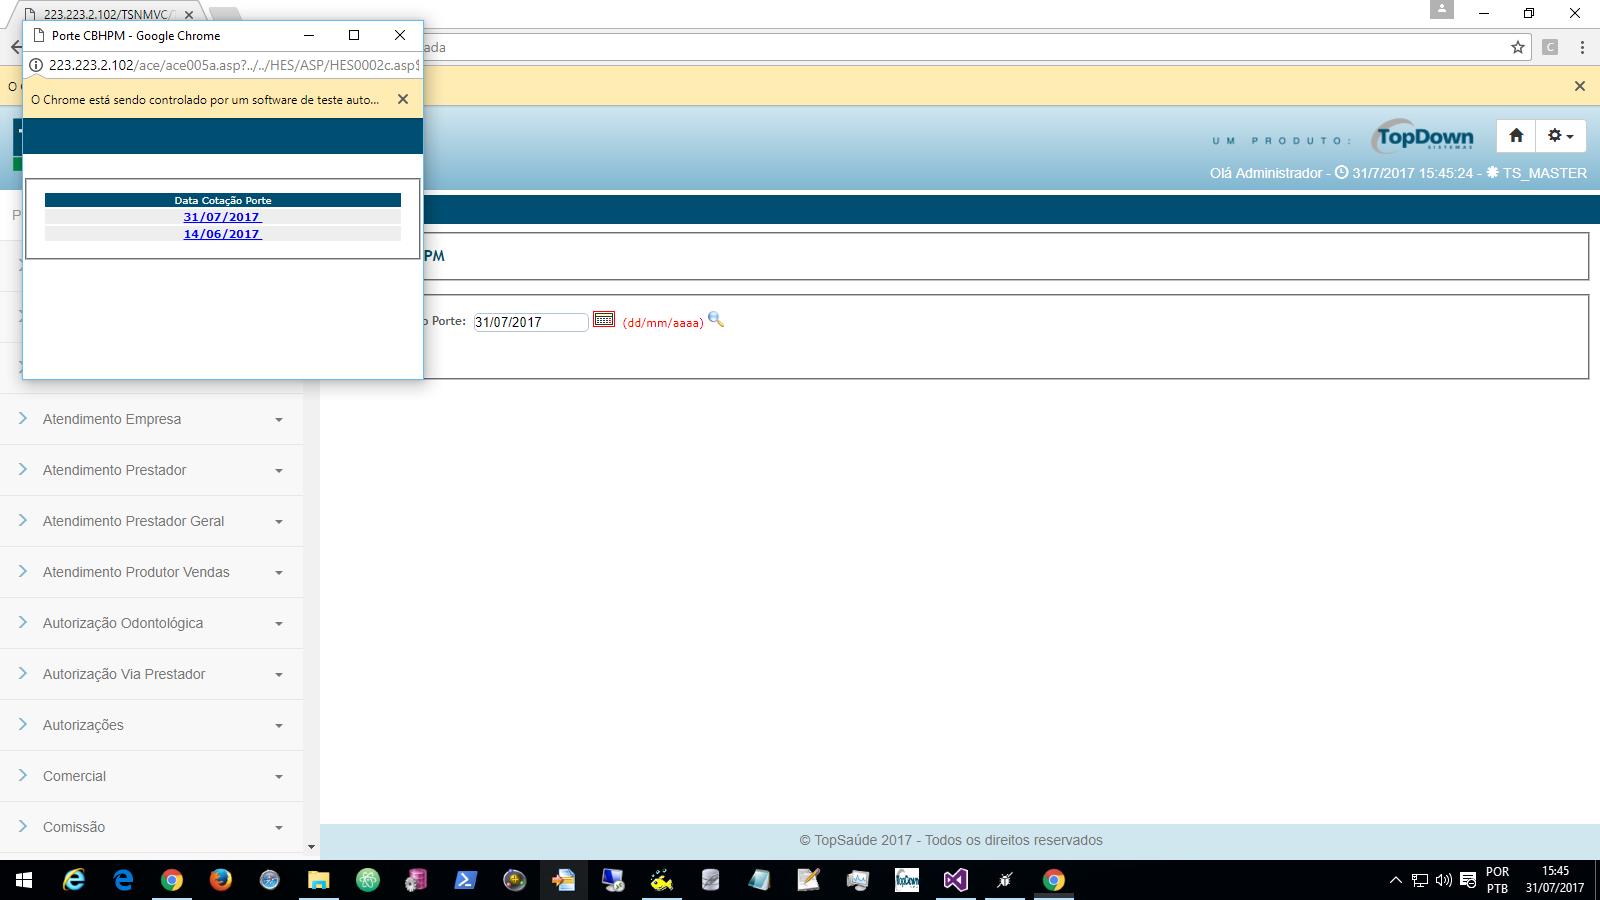 223.223.2.102/TSNMVC/
Porte CBHPM - Google Chrome
223.223.2.102/ace/ace005a.asp?../../HES/ASP/HES0002c.asp
ada
O Chrome está sendo controlado por um software de teste auto...
UM PRODUTO:
TopDown
SISTEMAS
Olá Administrador - 31/7/2017 15:45:24 - TS_MASTER
Data Cotação Porte
31/07/2017
14/06/2017
PM
o Porte: 31/07/2017 (dd/mm/aaaa)
Atendimento Empresa
Atendimento Prestador
Atendimento Prestador Geral
Atendimento Produtor Vendas
Autorização Odontológica
Autorização Via Prestador
Autorizações
Comercial
Comissão
© TopSaúde 2017 - Todos os direitos reservados
TopDown
POR
PTB
15:45
31/07/2017